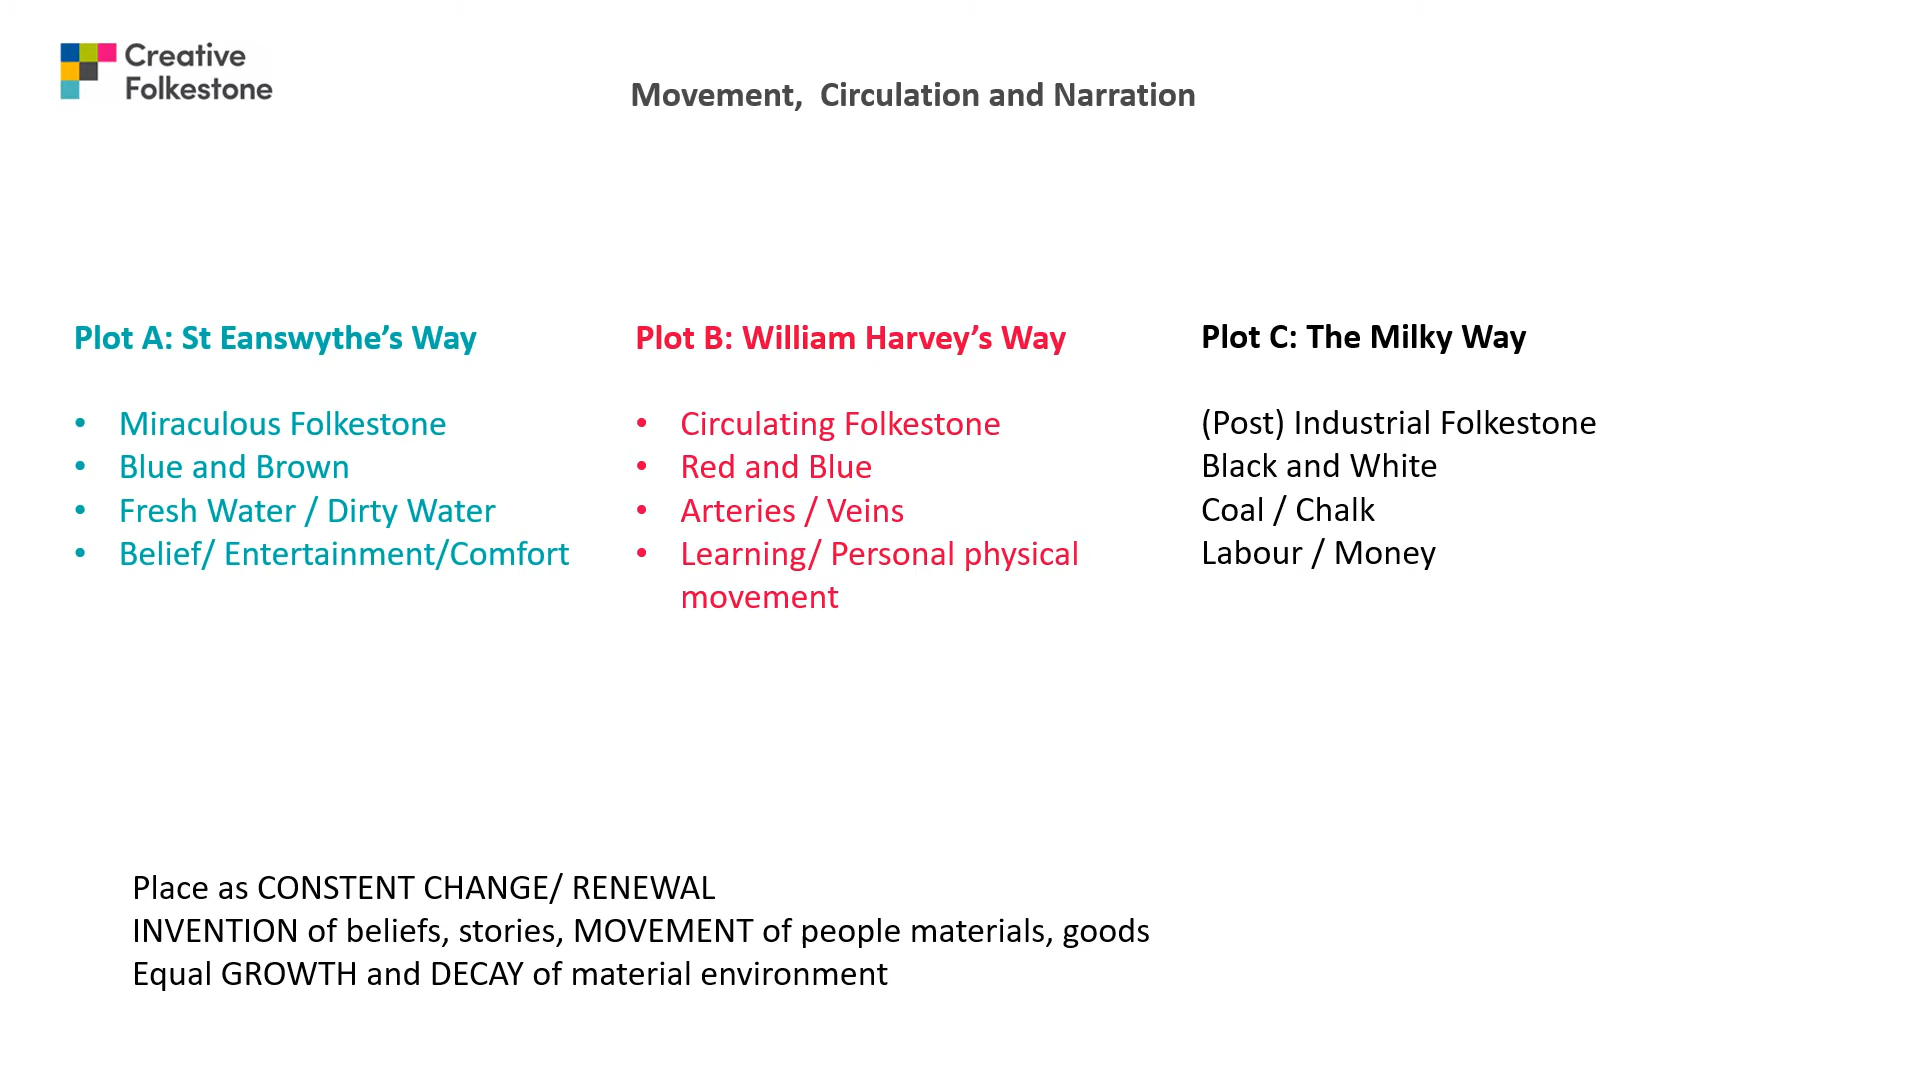 Creative
Folkestone
Movement,  Circulation and Narration
Plot A: St Eanswythe’s Way
• Miraculous Folkestone
• Blue and Brown
• Fresh Water / Dirty Water
• Belief/ Entertainment/Comfort
Plot B: William Harvey’s Way
• Circulating Folkestone
• Red and Blue
• Arteries / Veins
• Learning/ Personal physical
movement
Plot C: The Milky Way
(Post) Industrial Folkestone
Black and White
Coal / Chalk
Labour / Money
Place as CONSTENT CHANGE/ RENEWAL
INVENTION of beliefs, stories, MOVEMENT of people materials, goods
Equal GROWTH and DECAY of material environment